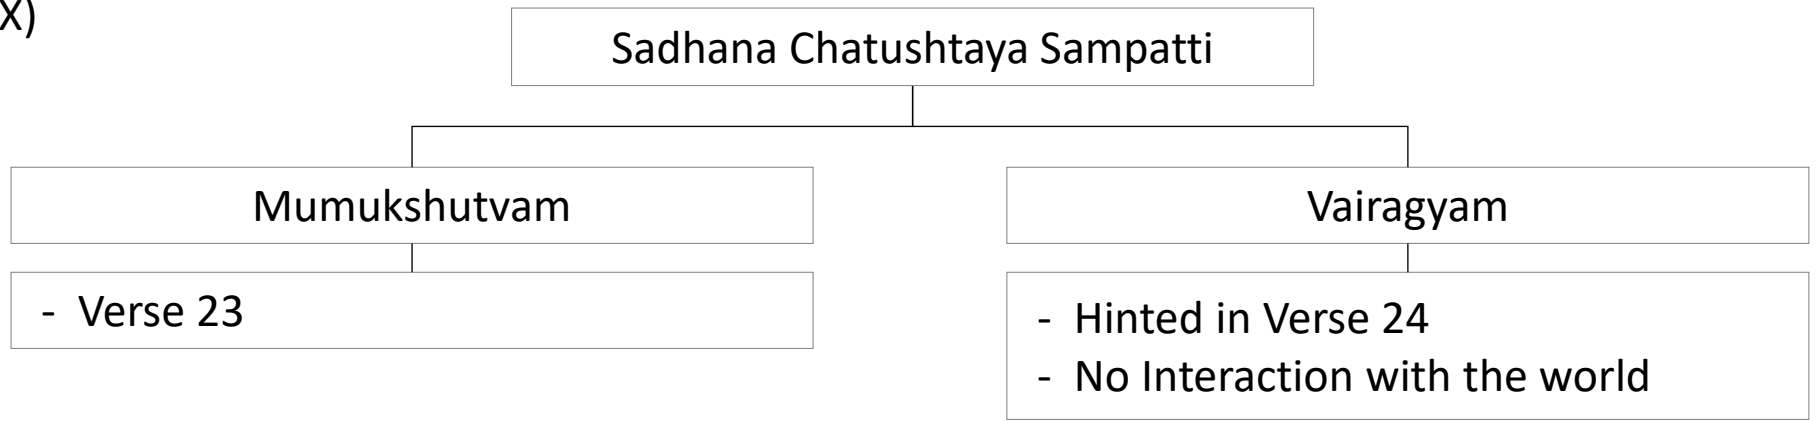 X)
Sadhana Chatushtaya Sampatti
Mumukshutvam
Vairagyam
- Verse 23
- Hinted in Verse 24
- No Interaction with the world